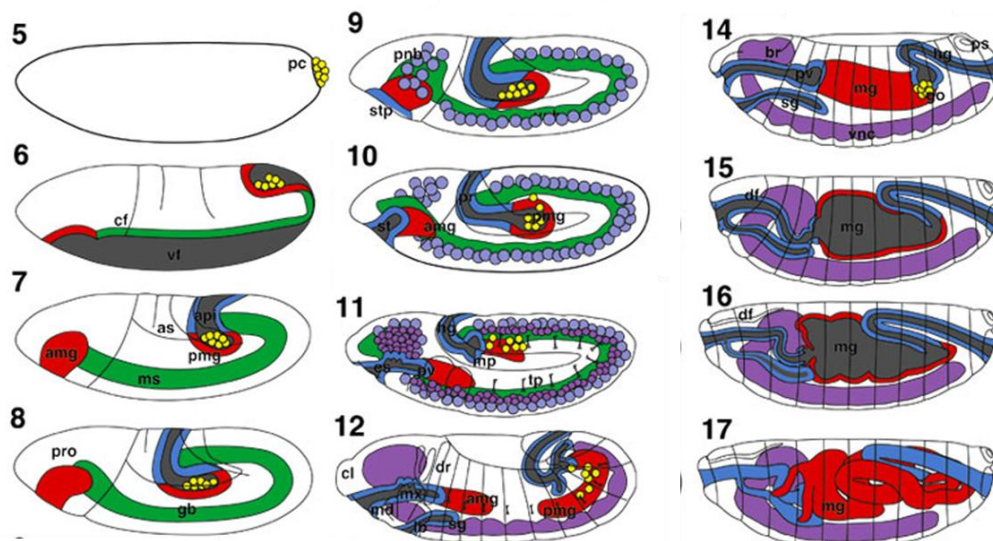 5
pc
6
cf
vf
7
as
api
amg
pmg
ms
8
pro
gb
9
pnb
stp
10
pr
st
amg
pmg
11
hg
es
pv
mp
tp
12
cl
dr
mx
md
amg
lb
sg
pmg
14
br
hg
ps
pv
mg
sg
go
vnc
15
df
mg
16
df
mg
17
mg